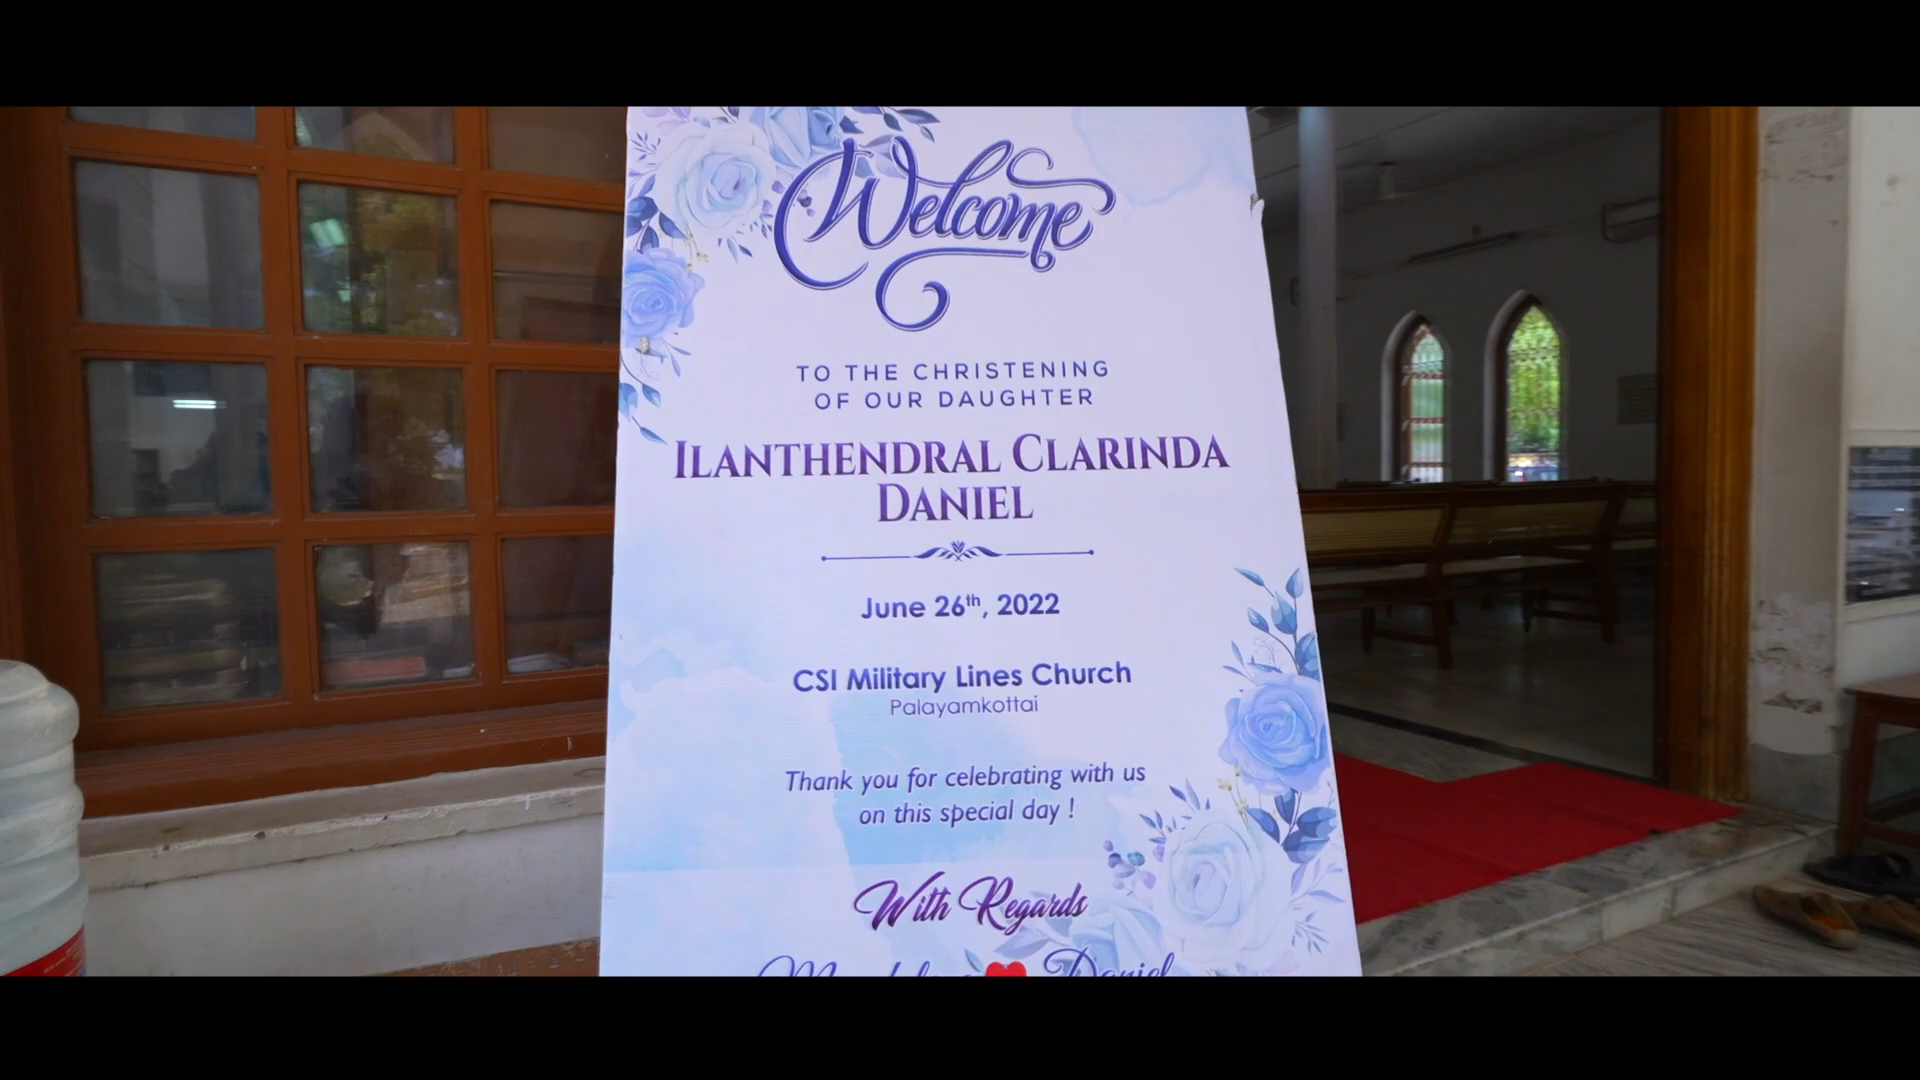 Welcome
TO THE CHRISTENING
OF OUR DAUGHTER
ILANTHENDRAL CLARINDA
DANIEL
June 26th, 2022
CSI Military Lines Church
Palayamkottai
Thank you for celebrating with us
on this special day !
With Regards
Daniel